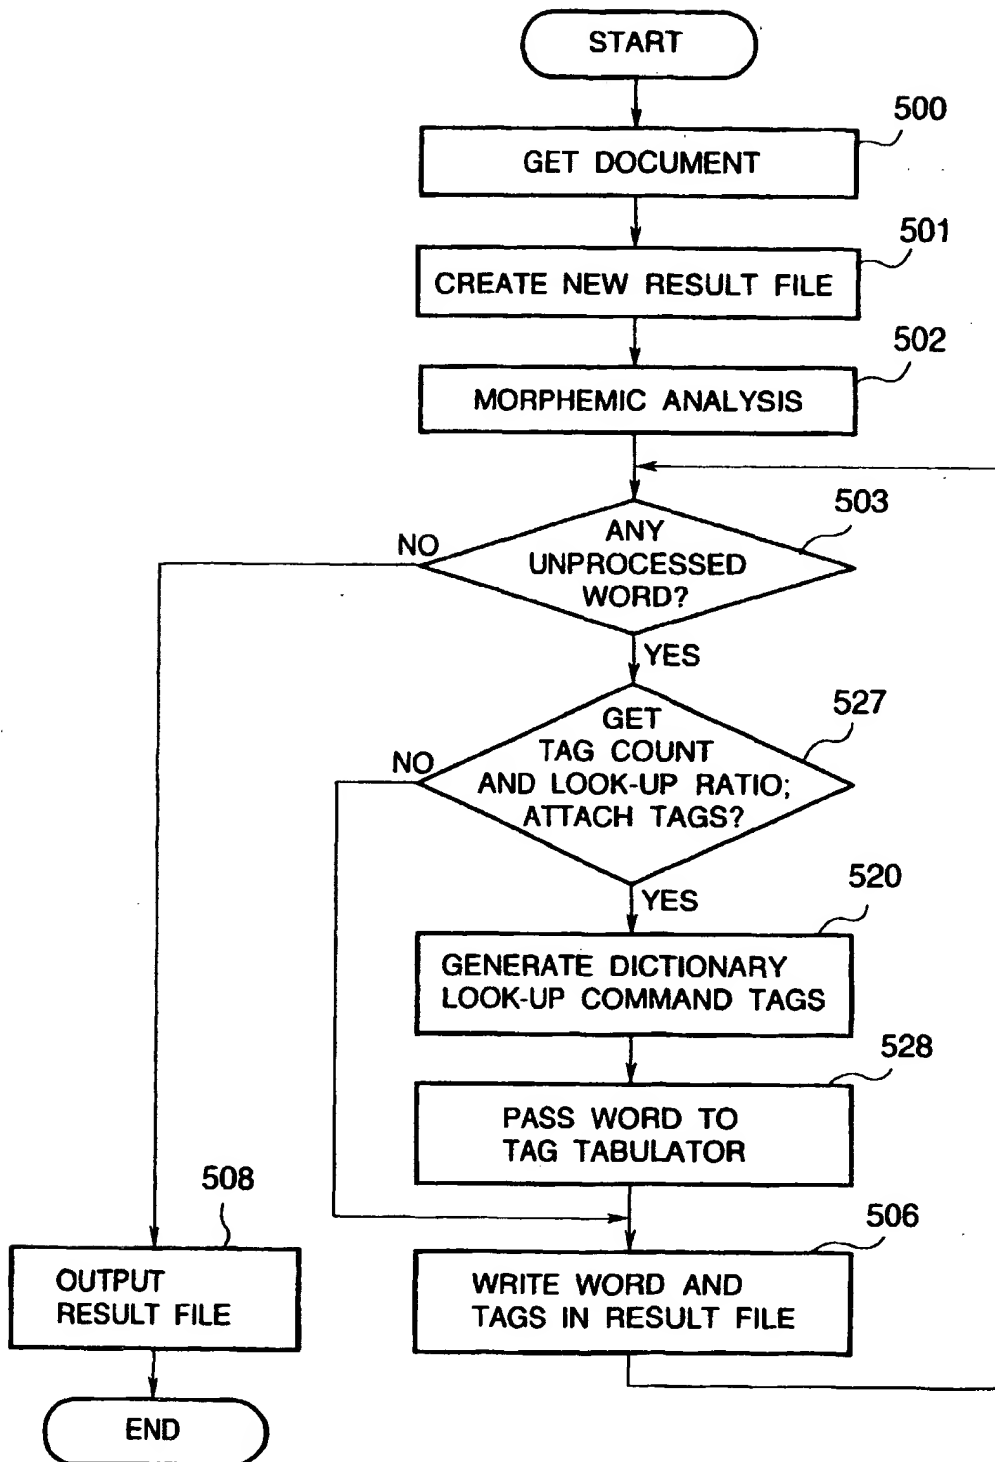 START
500
GET DOCUMENT
501
CREATE NEW RESULT FILE
502
MORPHEMIC ANALYSIS
503
NO
ANY
UNPROCESSED
WORD?
YES
527
NO
GET
TAG COUNT
AND LOOK-UP RATIO;
ATTACH TAGS?
YES
520
GENERATE DICTIONARY
LOOK-UP COMMAND TAGS
528
PASS WORD TO
TAG TABULATOR
506
WRITE WORD AND
TAGS IN RESULT FILE
508
OUTPUT
RESULT FILE
END